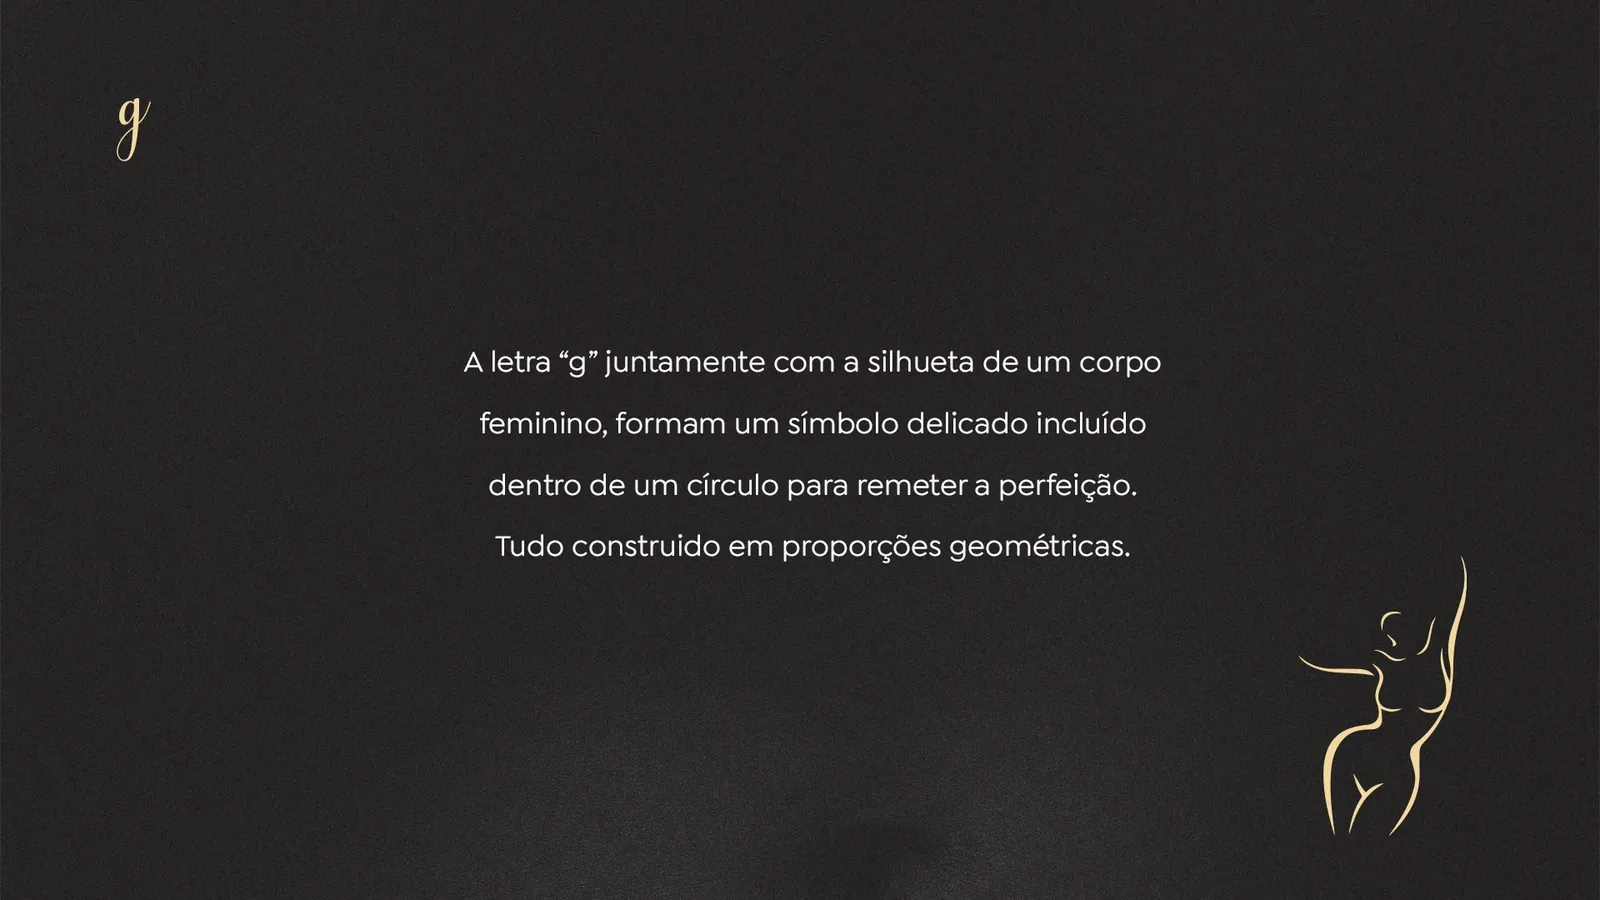 g
A letra “g” juntamente com a silhueta de um corpo
feminino, formam um símbolo delicado incluído
dentro de um círculo para remeter a perfeição.
Tudo construido em proporções geométricas.